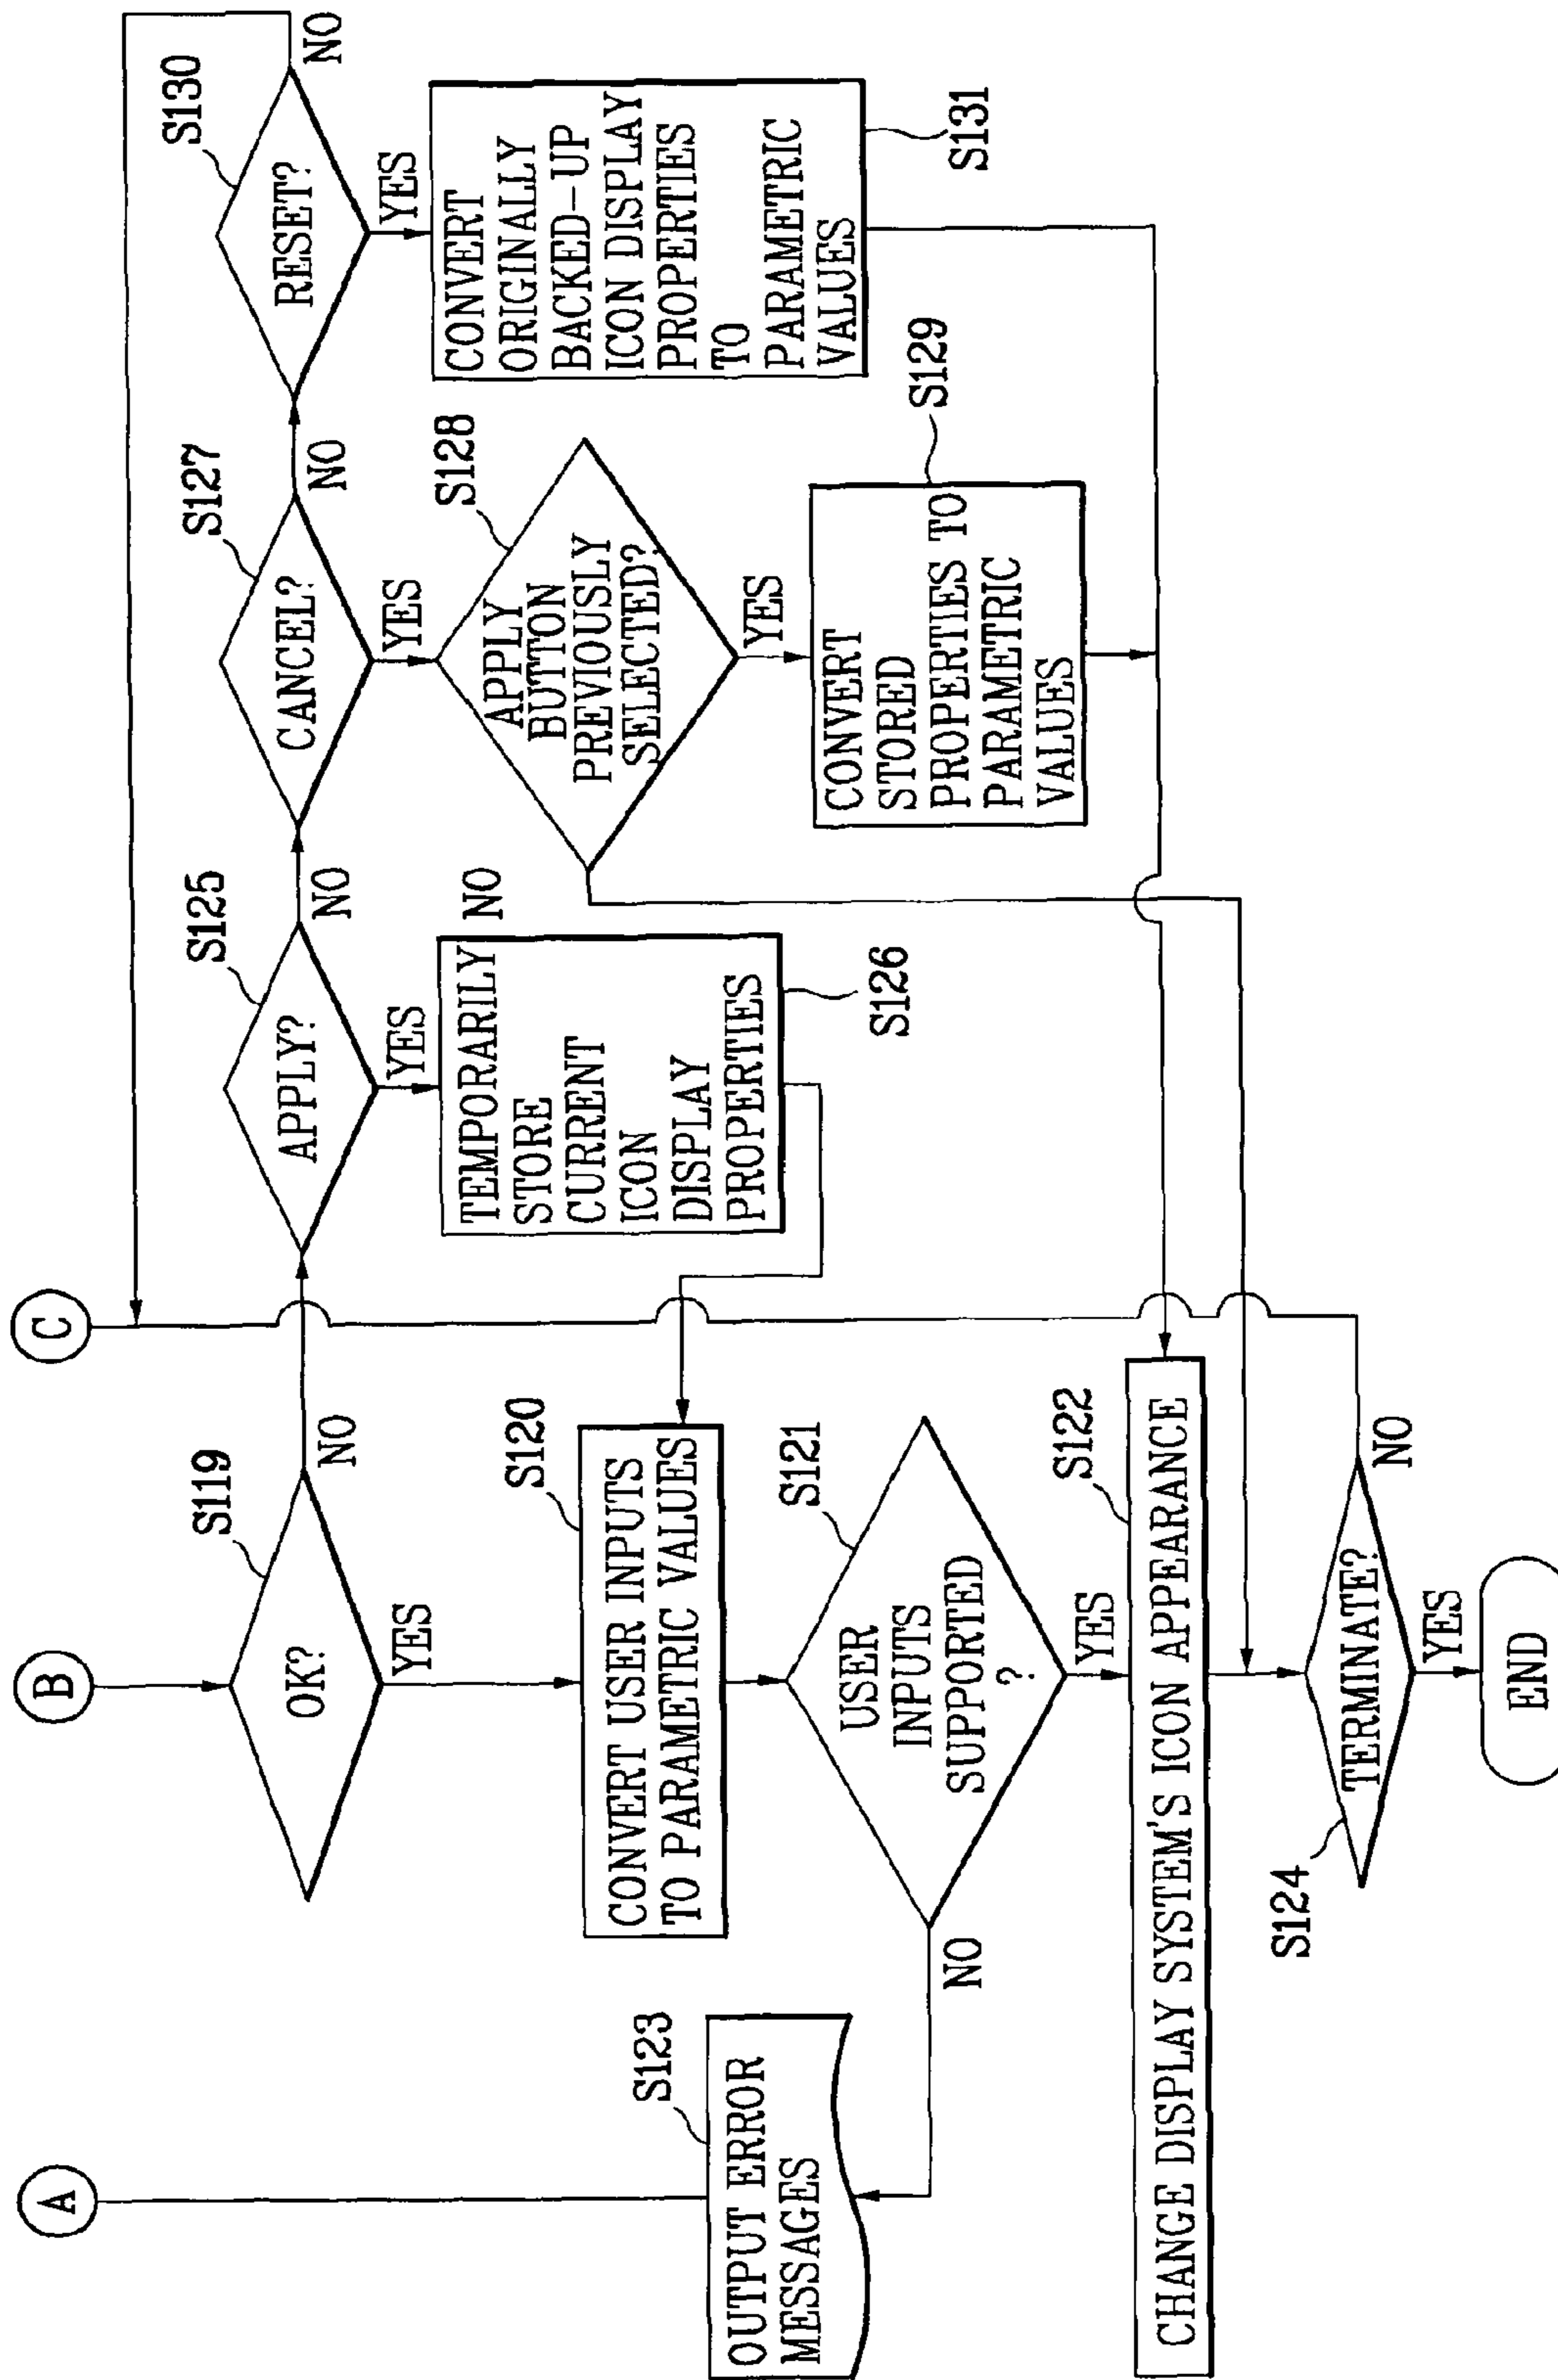 A
B
C
S119
OK?
NO
YES
S125
APPLY?
NO
YES
S127
CANCEL?
NO
YES
S130
RESET?
NO
YES
S120
CONVERT USER INPUTS
TO PARAMETRIC VALUES
TEMPORARILY
STORE
CURRENT
ICON
DISPLAY
PROPERTIES
S126
S128
APPLY
BUTTON
PREVIOUSLY
SELECTED?
NO
YES
CONVERT
ORIGINALLY
BACKED-UP
ICON DISPLAY
PROPERTIES
TO
PARAMETRIC
VALUES
S131
S123
OUTPUT ERROR
MESSAGES
S121
USER
INPUTS
SUPPORTED
?
NO
YES
S129
CONVERT
STORED
PROPERTIES TO
PARAMETRIC
VALUES
S122
CHANGE DISPLAY SYSTEM'S ICON APPEARANCE
S124
TERMINATE?
NO
YES
END